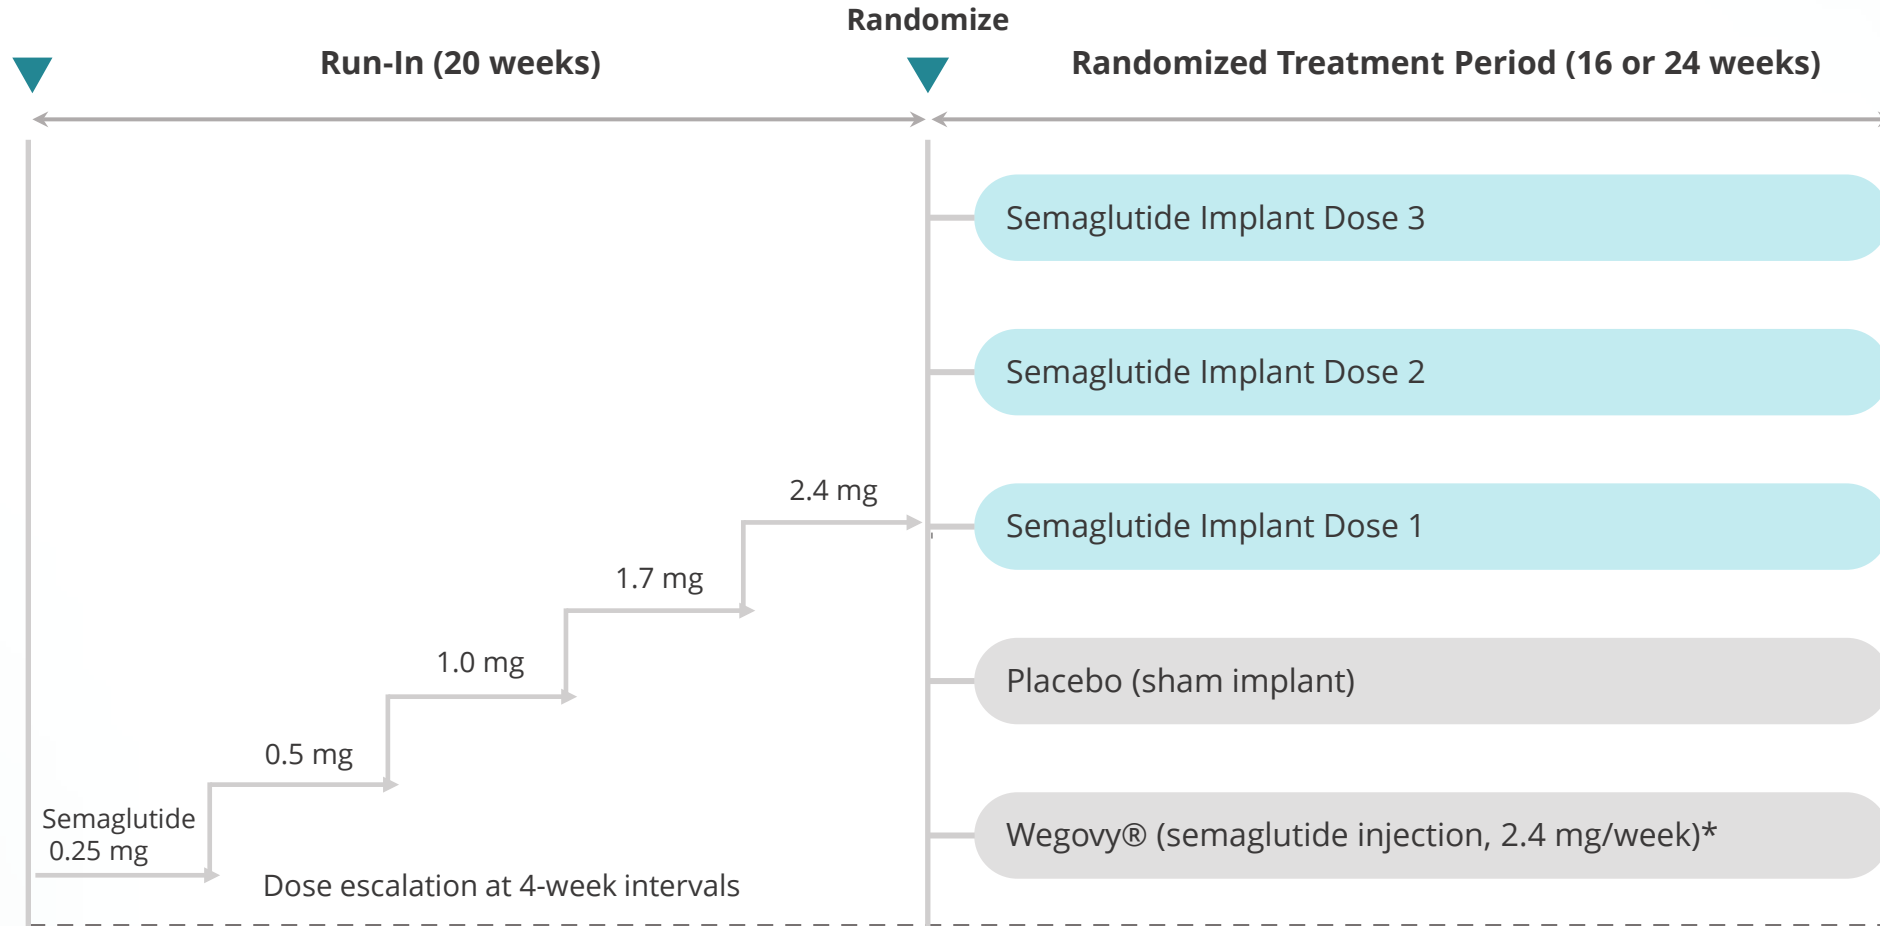 Randomize
Run-In (20 weeks)
Randomized Treatment Period (16 or 24 weeks)
Semaglutide Implant Dose 3
Semaglutide Implant Dose 2
2.4 mg
Semaglutide Implant Dose 1
1.7 mg
1.0 mg
Placebo (sham implant)
0.5 mg
Semaglutide
0.25 mg
Wegovy® (semaglutide injection, 2.4 mg/week)*
Dose escalation at 4-week intervals